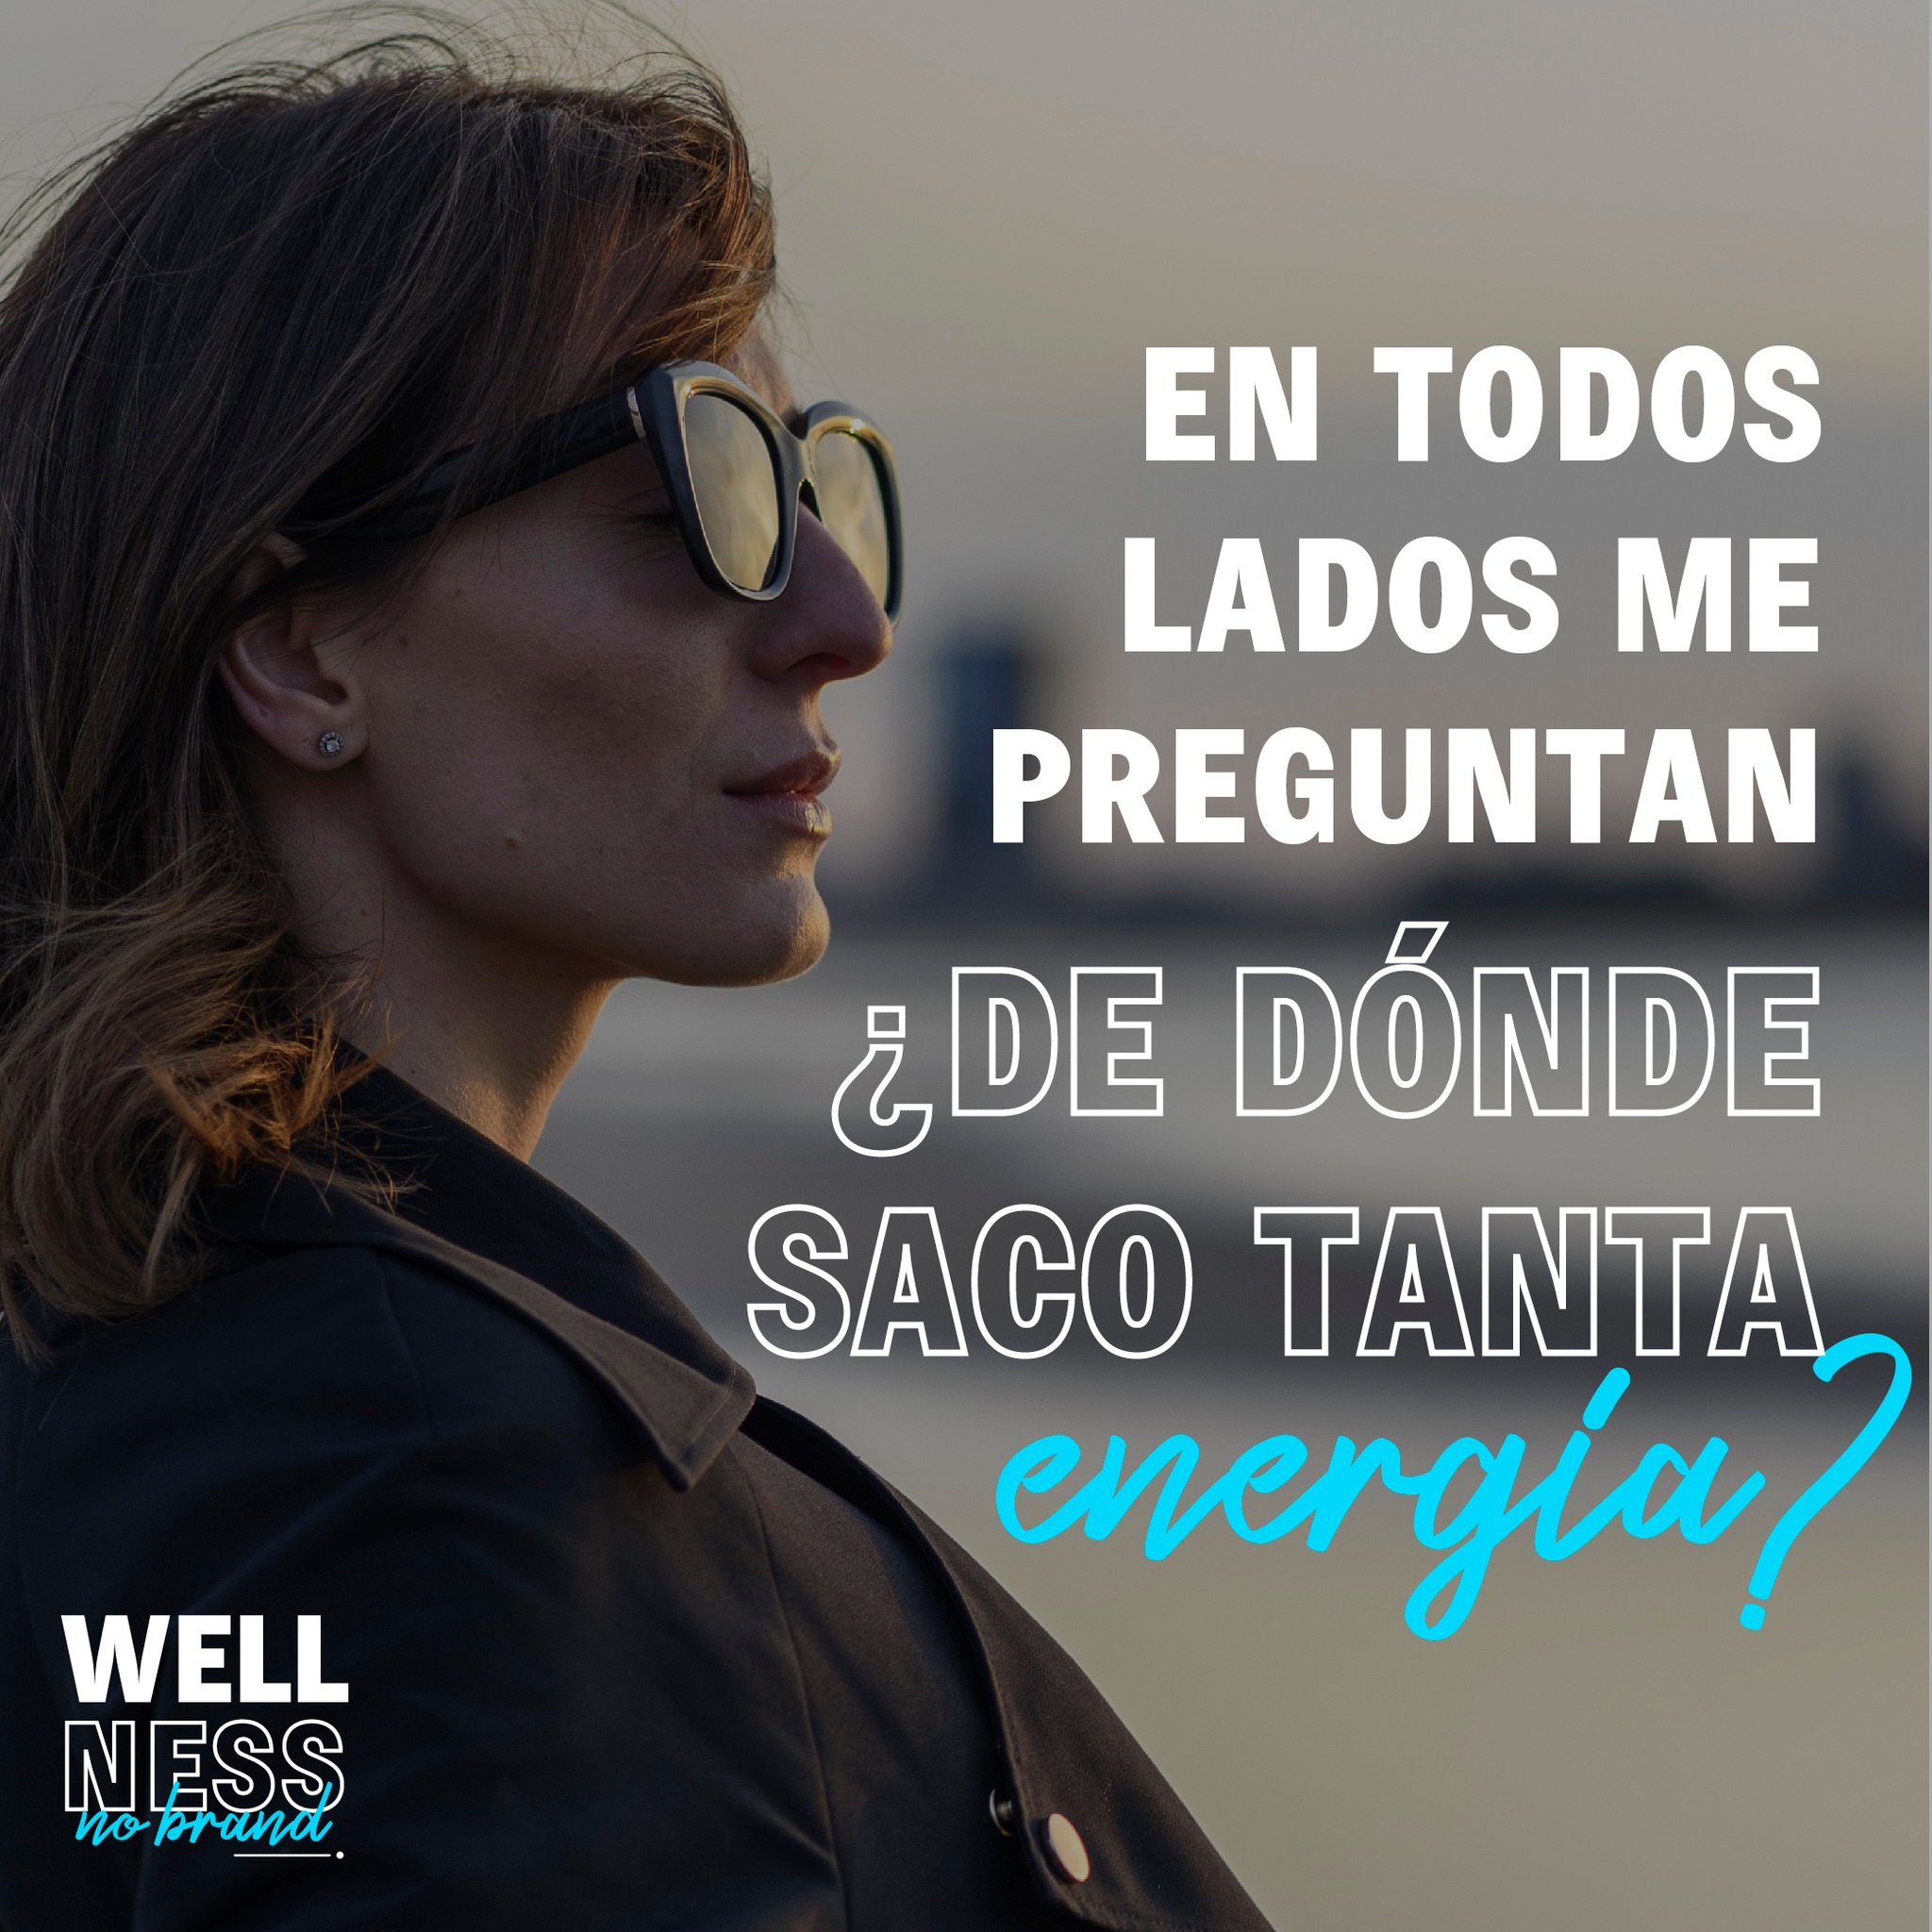 EN TODOS
LADOS ME
PREGUNTAN
¿DE DÓNDE
SACO TANTA
energía?
WELL
NESS
no brand